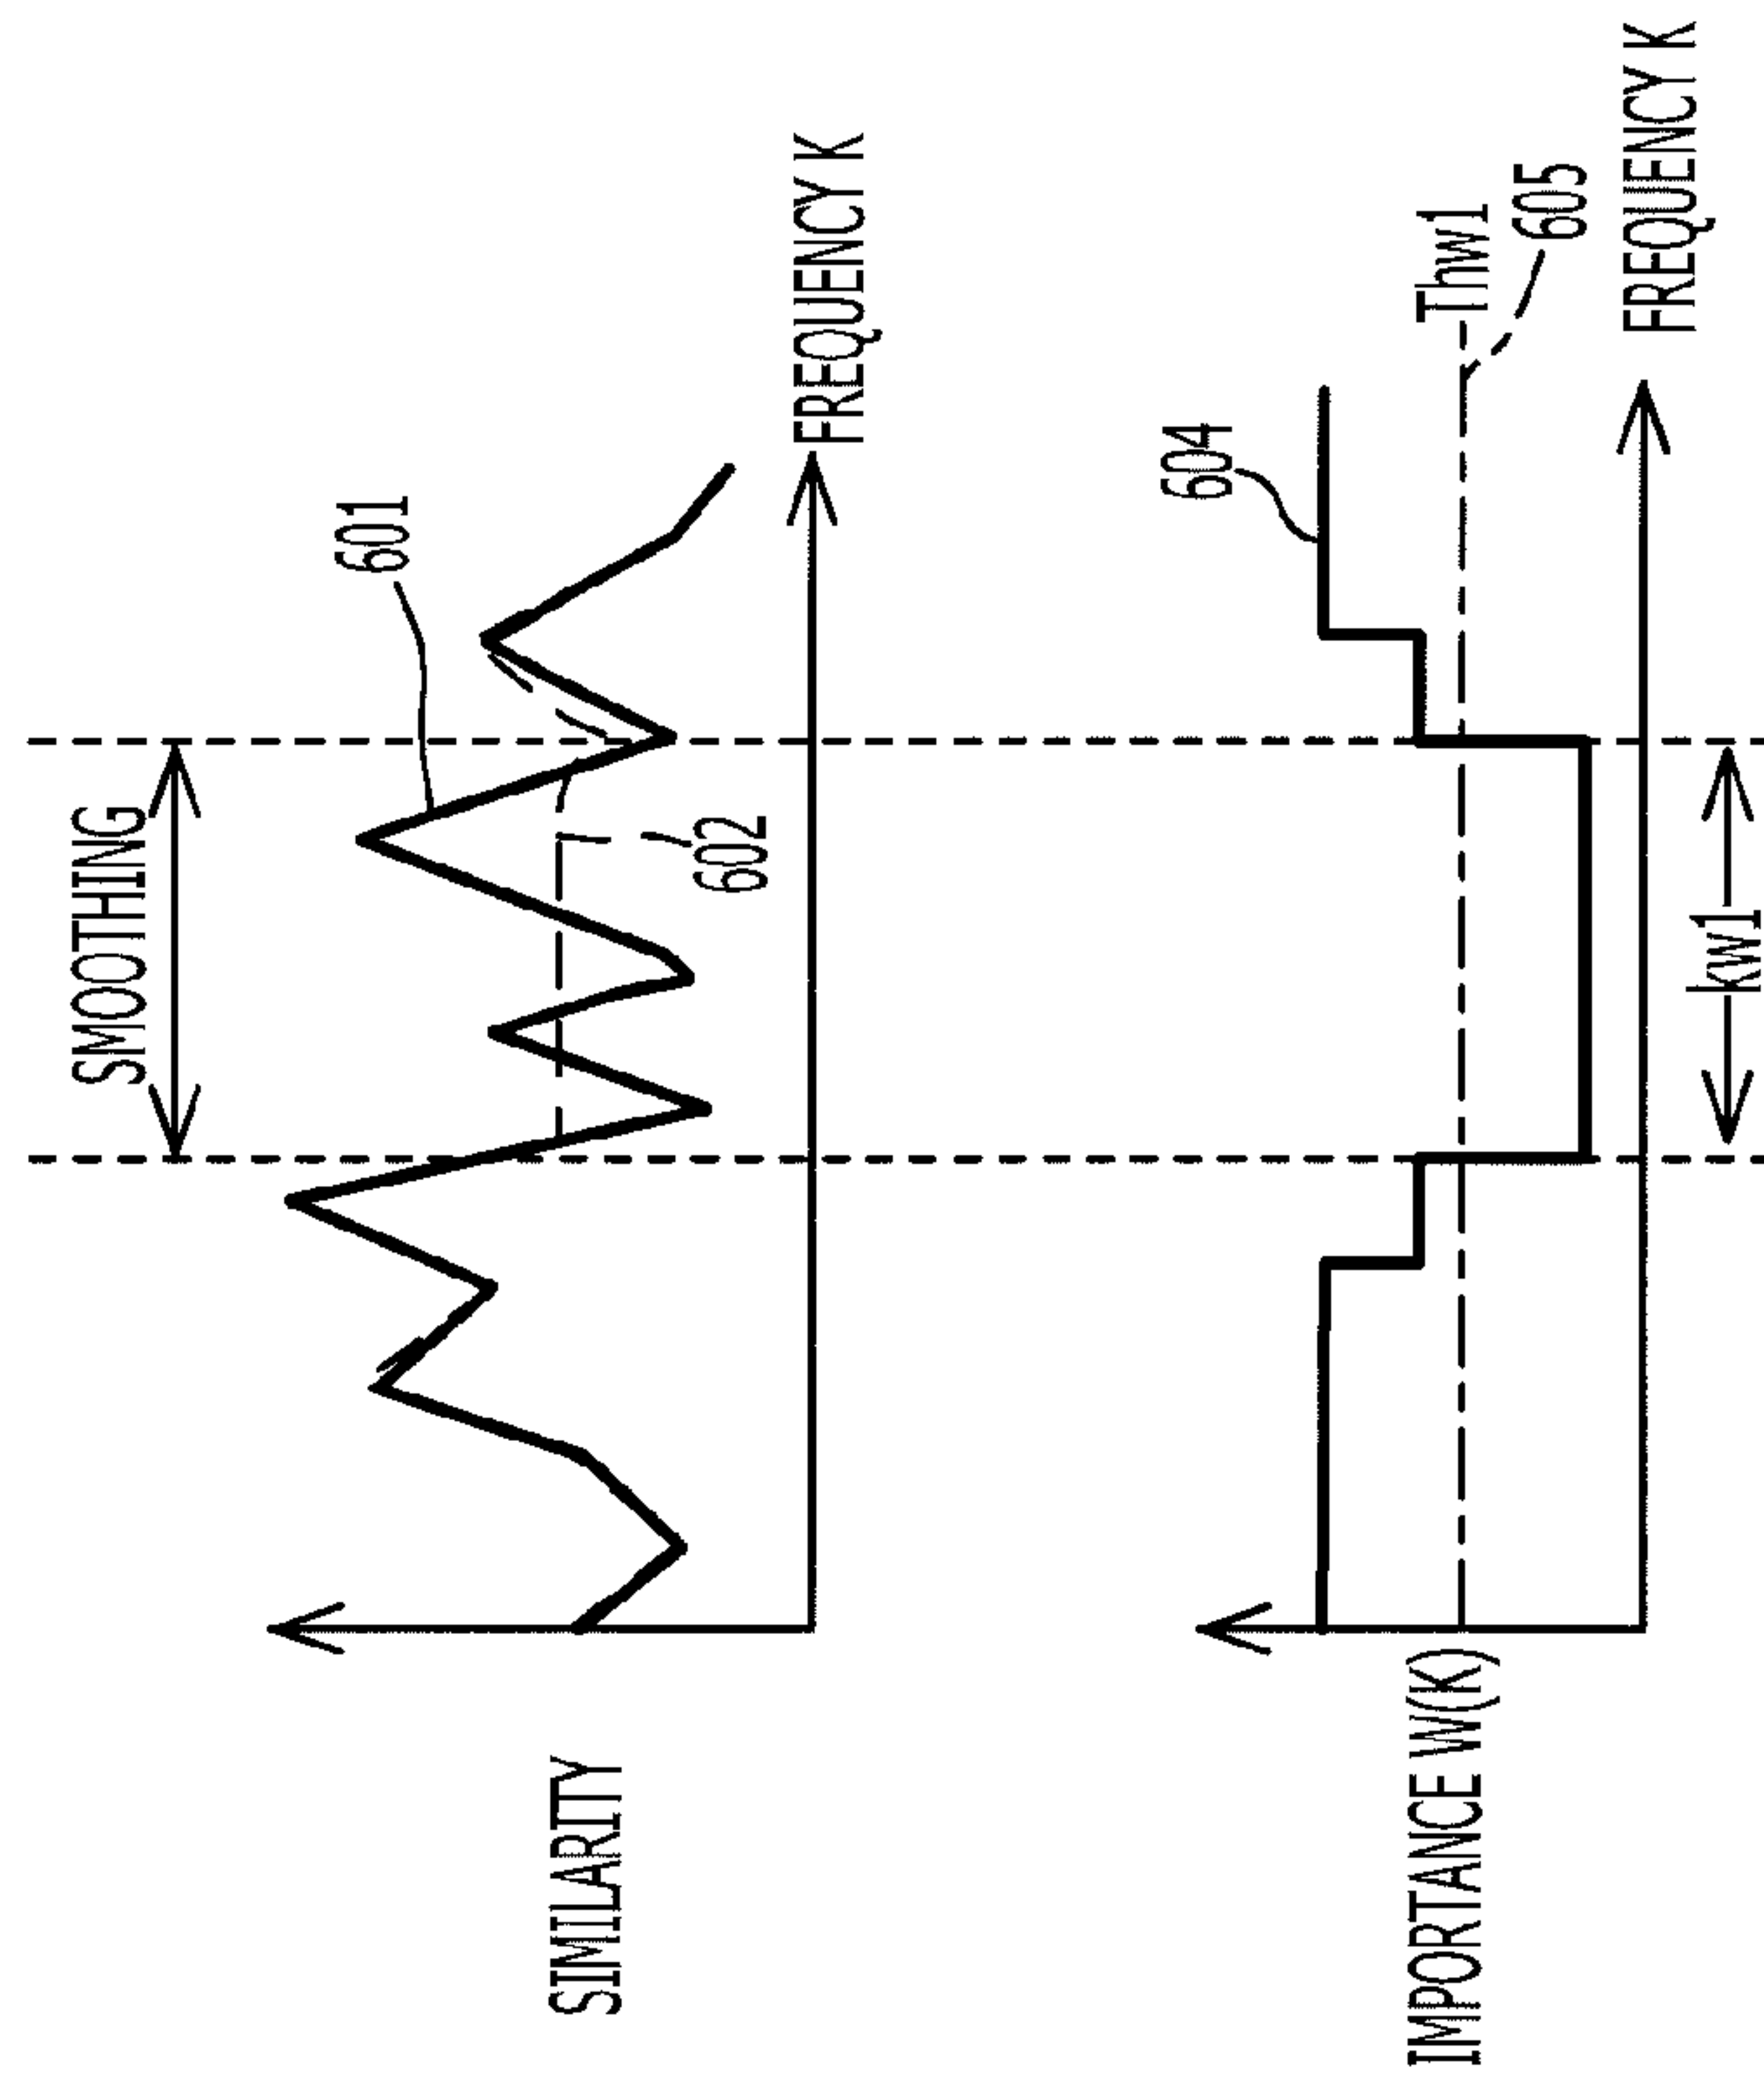 SMOOTHING
601
SIMILARITY
602
FREQUENCY K
604
IMPORTANCE W(K)
Thw1
605
FREQUENCY K
kw1